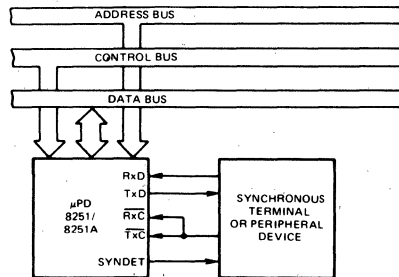 ADDRESS BUS
CONTROL BUS
DATA BUS
μPD
8251/
8251A
RxD
TxD
RxC
TxC
SYNDET
SYNCHRONOUS
TERMINAL
OR PERIPHERAL
DEVICE